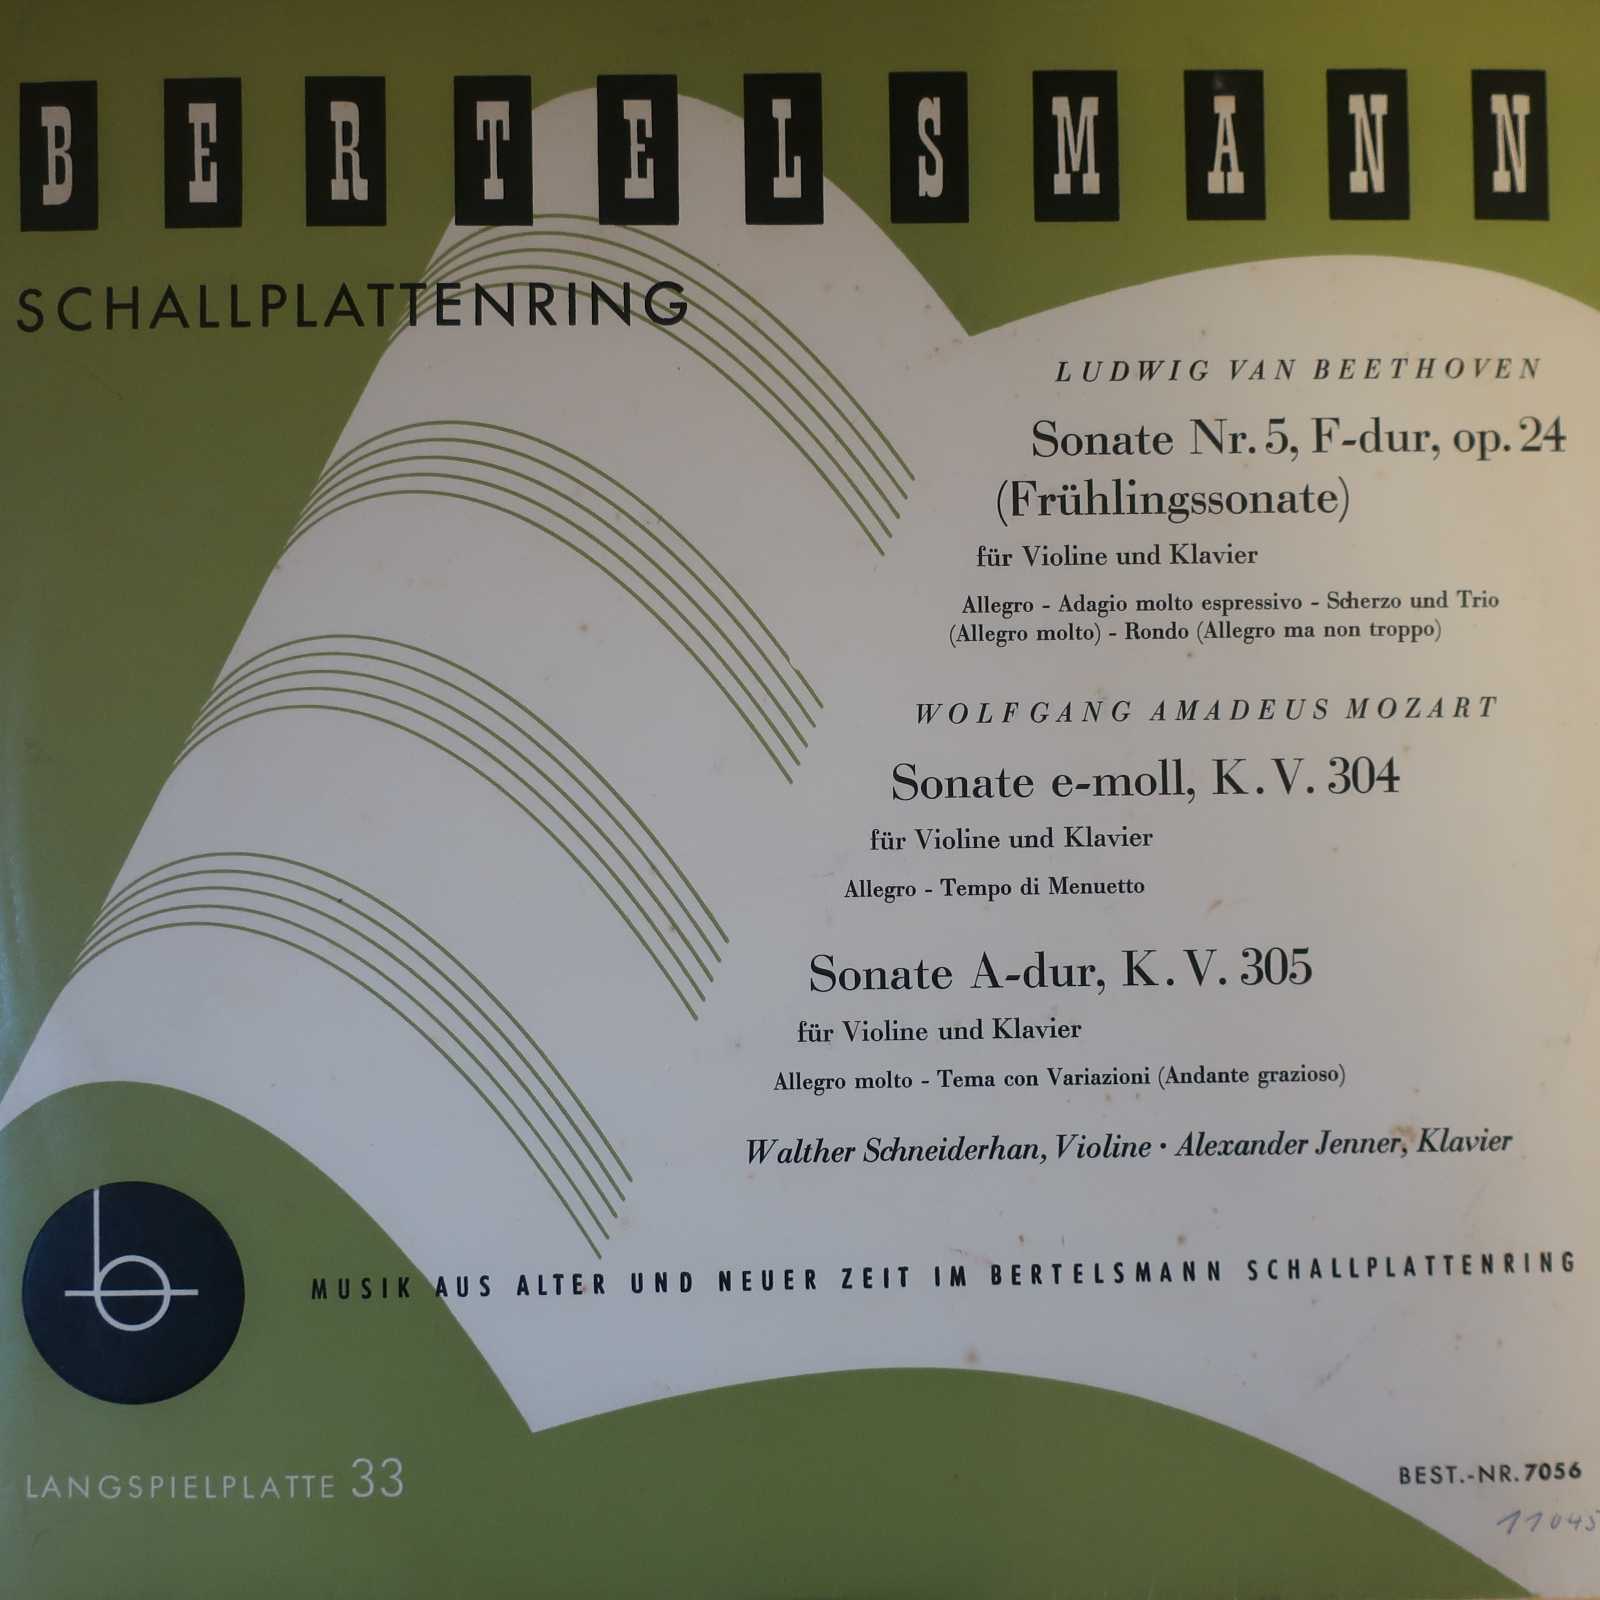 BERTELSMANN
SCHALLPLATTENRING
LUDWIG VAN BEETHOVEN
Sonate Nr. 5, F-dur, op. 24
(Frühlingssonate)
für Violine und Klavier
Allegro - Adagio molto espressivo - Scherzo und Trio
(Allegro molto) - Rondo (Allegro ma non troppo)
WOLFGANG AMADEUS MOZART
Sonate e-moll, K. V. 304
für Violine und Klavier
Allegro - Tempo di Menuetto
Sonate A-dur, K. V. 305
für Violine und Klavier
Allegro molto - Tema con Variazioni (Andante grazioso)
Walther Schneiderhan, Violine · Alexander Jenner, Klavier
b
MUSIK AUS ALTER UND NEUER ZEIT IM BERTELSMANN SCHALLPLATTENRING
LANGSPIELPLATTE 33
BEST.-NR. 7056
11045